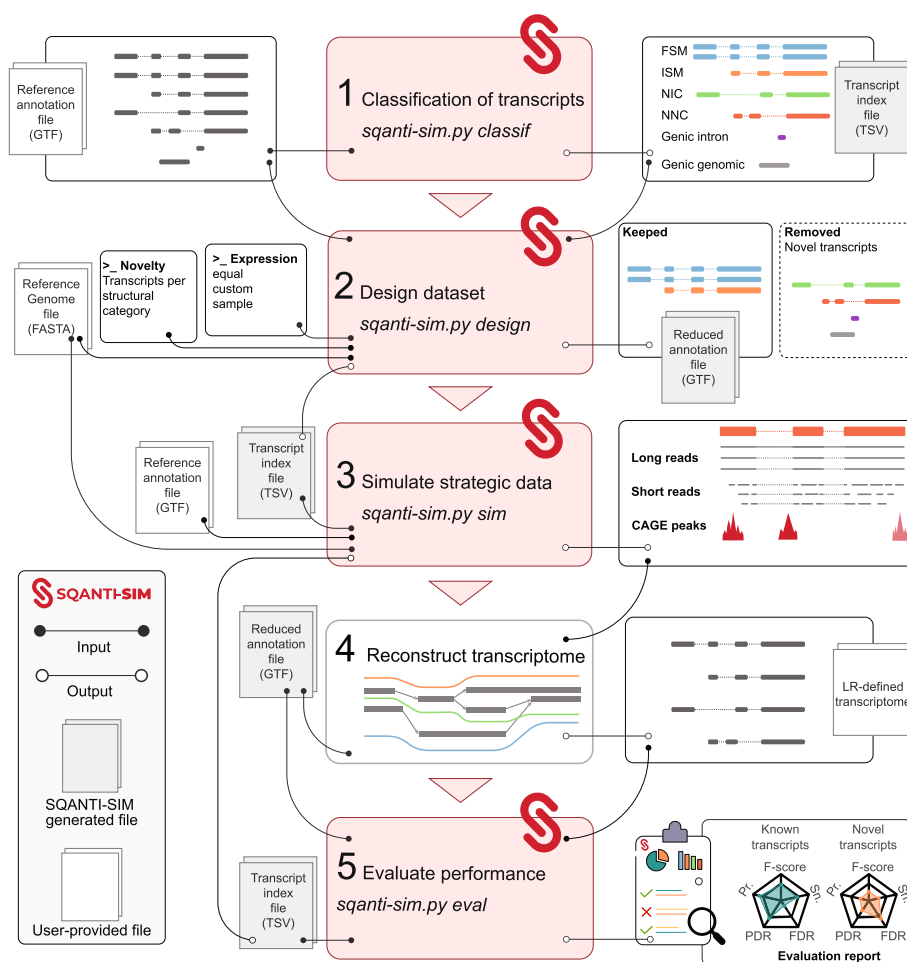 Reference
annotation
file
(GTF)
1 Classification of transcripts
sqanti-sim.py classif
FSM
ISM
NIC
NNC
Genic intron
Genic genomic
Transcript
index
file
(TSV)
Reference
Genome
file
(FASTA)
>_ Novelty
Transcripts per
structural
category
>_ Expression
equal
custom
sample
2 Design dataset
sqanti-sim.py design
Keeped
Reduced
annotation
file
(GTF)
Removed
Novel transcripts
Reference
annotation
file
(GTF)
Transcript
index
file
(TSV)
3 Simulate strategic data
sqanti-sim.py sim
Long reads
Short reads
CAGE peaks
SQANTI-SIM
Input
Output
SQANTI-SIM
generated file
User-provided file
Reduced
annotation
file
(GTF)
4 Reconstruct transcriptome
LR-defined
transcriptome
Transcript
index file
(TSV)
5 Evaluate performance
sqanti-sim.py eval
Known
transcripts
F-score
Pr.
Sn.
PDR
FDR
Novel
transcripts
F-score
Pr.
Sn.
PDR
FDR
Evaluation report